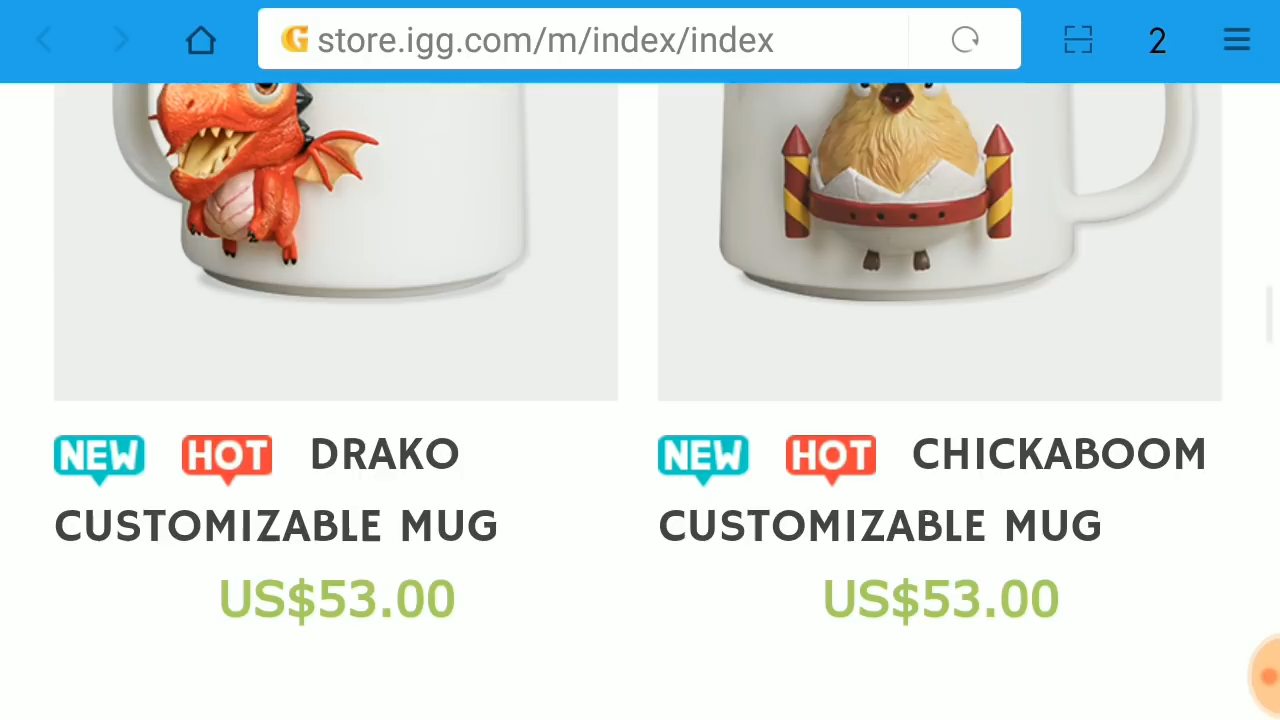 store.igg.com/m/index/index
2
NEW HOT DRAKO
CUSTOMIZABLE MUG
US$53.00
NEW HOT CHICKABOOM
CUSTOMIZABLE MUG
US$53.00